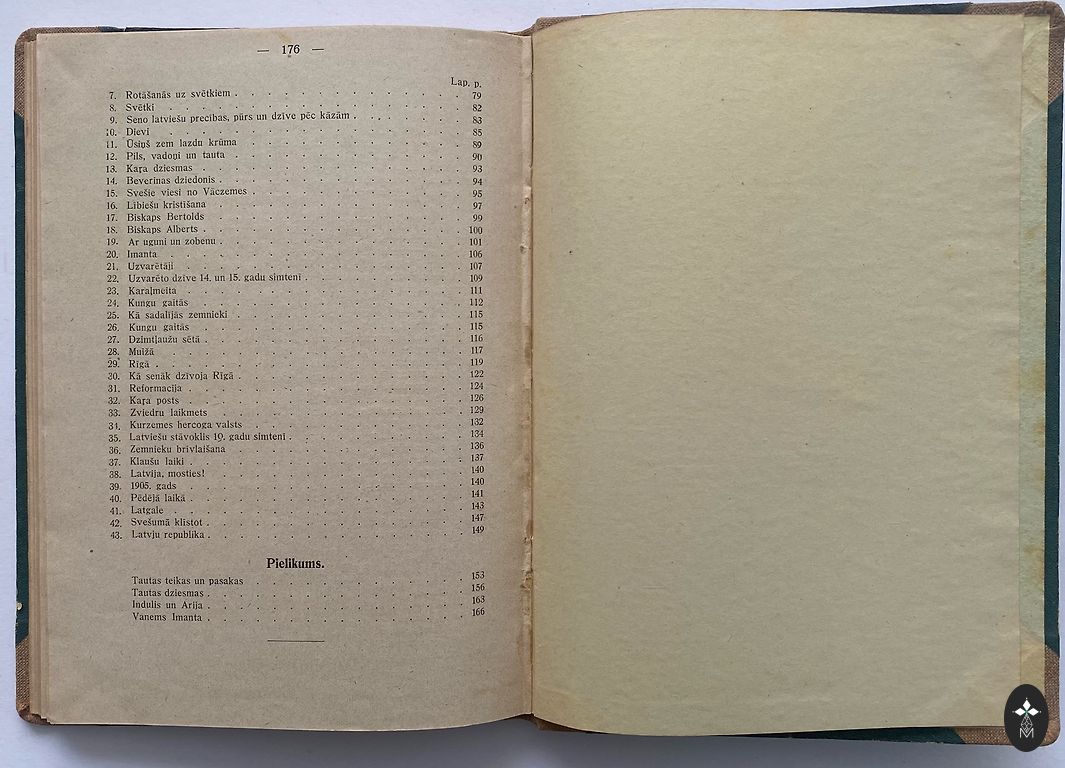 — 176 —
Lap. p.
7. Rotāšanās uz svētkiem . . . . . . . . . . . 79
8. Svētki . . . . . . . . . . . 82
9. Seno latviešu precības, pūrs un dzīve pēc kāzām . . . . . 83
10. Dievi . . . . . . . . . . . 85
11. Ūsiņš zem lazdu krūma . . . . . . . . . . . 89
12. Pils, vadoņi un tauta . . . . . . . . . . . 90
13. Kaŗa dziesmas . . . . . . . . . . . 93
14. Beverinas dziedonis . . . . . . . . . . . 94
15. Svešie viesi no Vāczemes . . . . . . . . . . . 95
16. Lībiešu kristīšana . . . . . . . . . . . 97
17. Biskaps Bertolds . . . . . . . . . . . 99
18. Biskaps Alberts . . . . . . . . . . . 100
19. Ar uguni un zobenu . . . . . . . . . . . 101
20. Imanta . . . . . . . . . . . 106
21. Uzvarētāji . . . . . . . . . . . 107
22. Uzvarēto dzīve 14. un 15. gadu simtenī . . . . . . . 109
23. Karaļmeita . . . . . . . . . . . 111
24. Kungu gaitās . . . . . . . . . . . 112
25. Kā sadalījās zemnieki . . . . . . . . . . . 115
26. Kungu gaitās . . . . . . . . . . . 115
27. Dzimtļaužu sētā . . . . . . . . . . . 116
28. Muižā . . . . . . . . . . . 117
29. Rīgā . . . . . . . . . . . 119
30. Kā senāk dzīvoja Rīgā . . . . . . . . . . . 122
31. Reformacija . . . . . . . . . . . 124
32. Kaŗa posts . . . . . . . . . . . 126
33. Zviedru laikmets . . . . . . . . . . . 129
34. Kurzemes hercoga valsts . . . . . . . . . . . 132
35. Latviešu stāvoklis 19. gadu simtenī . . . . . . . . 134
36. Zemnieku brīvlaišana . . . . . . . . . . . 136
37. Klaušu laiki . . . . . . . . . . . 137
38. Latvija, mosties! . . . . . . . . . . . 140
39. 1905. gads . . . . . . . . . . . 140
40. Pēdējā laikā . . . . . . . . . . . 141
41. Latgale . . . . . . . . . . . 143
42. Svešumā klīstot . . . . . . . . . . . 147
43. Latvju republika . . . . . . . . . . . 149
Pielikums.
Tautas teikas un pasakas . . . . . . . . . . 153
Tautas dziesmas . . . . . . . . . . . 156
Indulis un Arija . . . . . . . . . . . 163
Vanems Imanta . . . . . . . . . . . 166
M